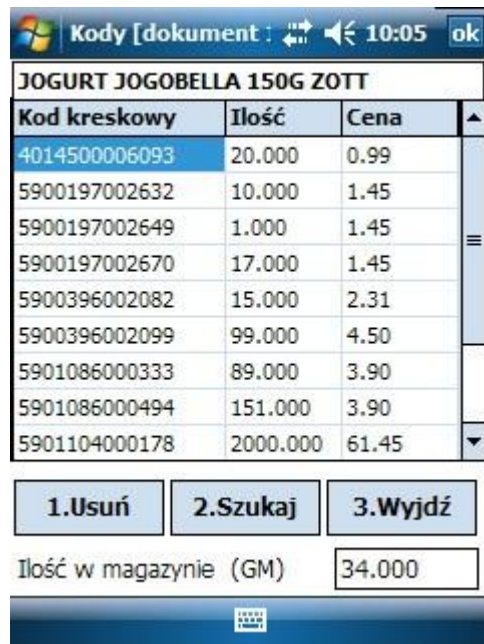 Kody [dokument : 10:05 ok
JOGURT JOGOBELLA 150G ZOTT
Kod kreskowy Ilość Cena
4014500006093 20.000 0.99
5900197002632 10.000 1.45
5900197002649 1.000 1.45
5900197002670 17.000 1.45
5900396002082 15.000 2.31
5900396002099 99.000 4.50
5901086000333 89.000 3.90
5901086000494 151.000 3.90
5901104000178 2000.000 61.45
1.Usuń 2.Szukaj 3.Wyjdź
Ilość w magazynie (GM) 34.000